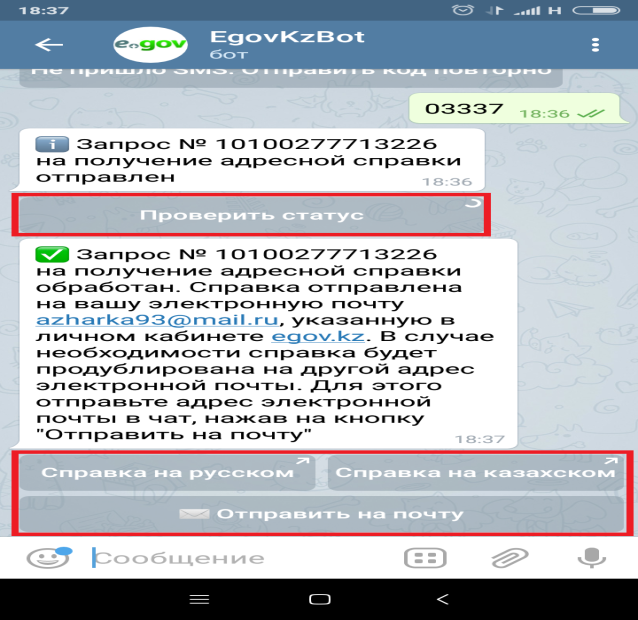 18:37
H
e.gov
EgovKzBot
бот
Не пришло SMS. Отправить код повторно
03337
18:36
Запрос № 10100277713226
на получение адресной справки
отправлен
18:36
Проверить статус
Запрос № 10100277713226
на получение адресной справки
обработан. Справка отправлена
на вашу электронную почту
azharka93@mail.ru, указанную в
личном кабинете egov.kz. В случае
необходимости справка будет
продублирована на другой адрес
электронной почты. Для этого
отправьте адрес электронной
почты в чат, нажав на кнопку
"Отправить на почту"
18:37
Справка на русском
Справка на казахском
Отправить на почту
Сообщение